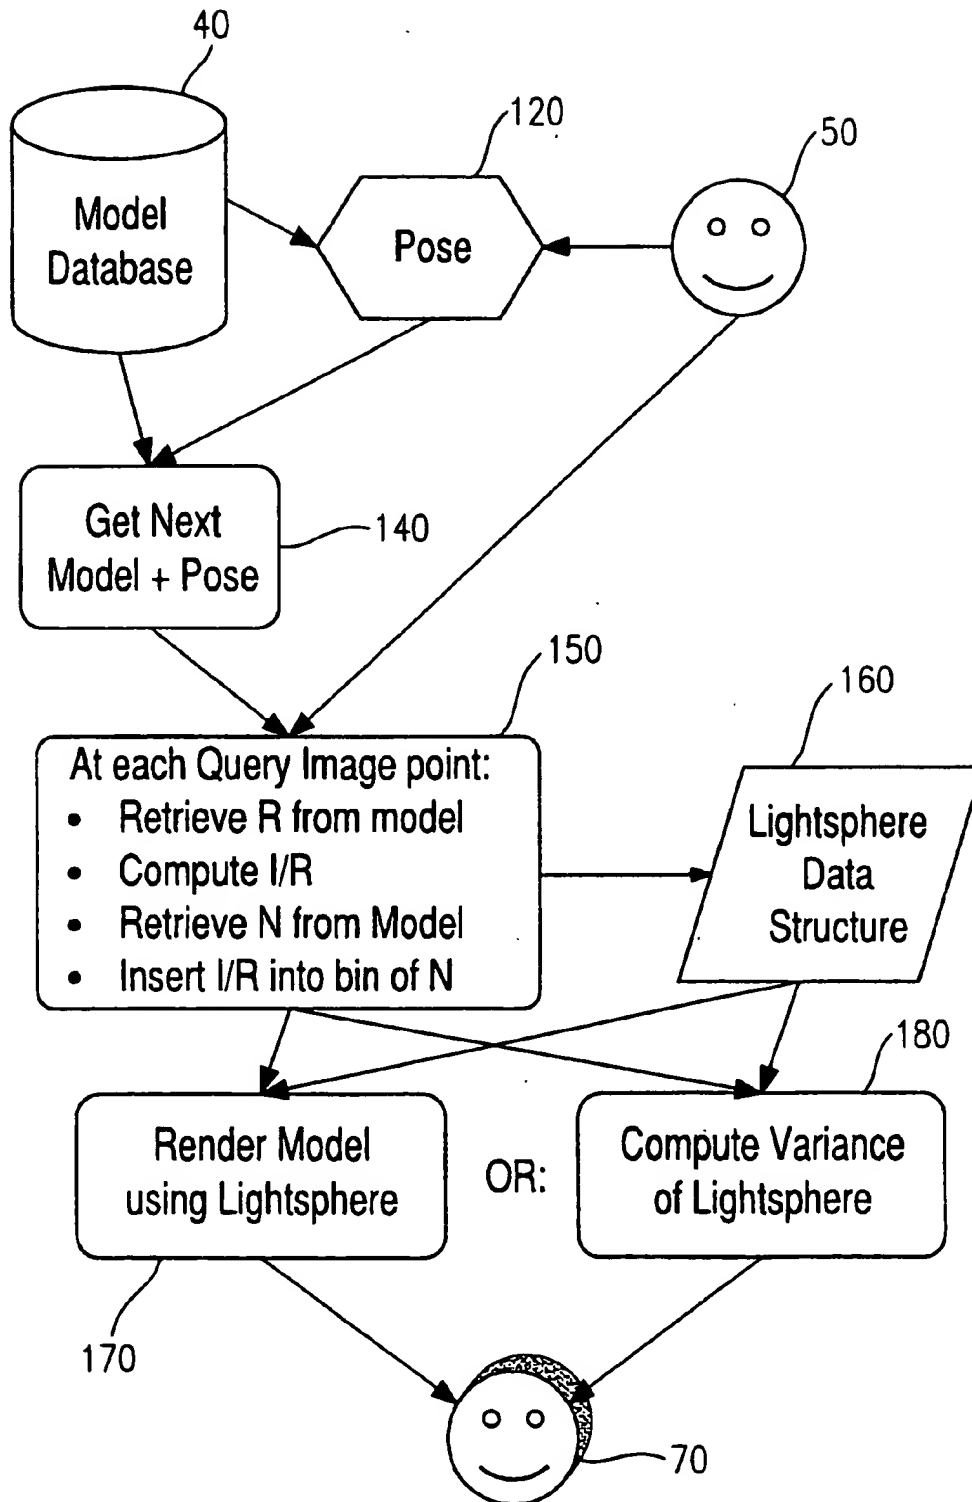 40
120
50
Model
Database
Pose
Get Next
Model + Pose
140
150
160
At each Query Image point:
• Retrieve R from model
• Compute I/R
• Retrieve N from Model
• Insert I/R into bin of N
Lightsphere
Data
Structure
180
Render Model
using Lightsphere
OR:
Compute Variance
of Lightsphere
170
70